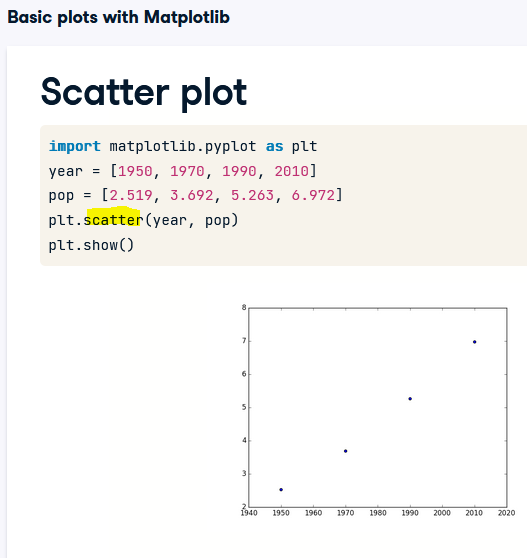 Basic plots with Matplotlib
Scatter plot
import matplotlib.pyplot as plt
year = [1950, 1970, 1990, 2010]
pop = [2.519, 3.692, 5.263, 6.972]
plt.scatter(year, pop)
plt.show()
8
7
6
5
4
3
2
1940 1950 1960 1970 1980 1990 2000 2010 2020